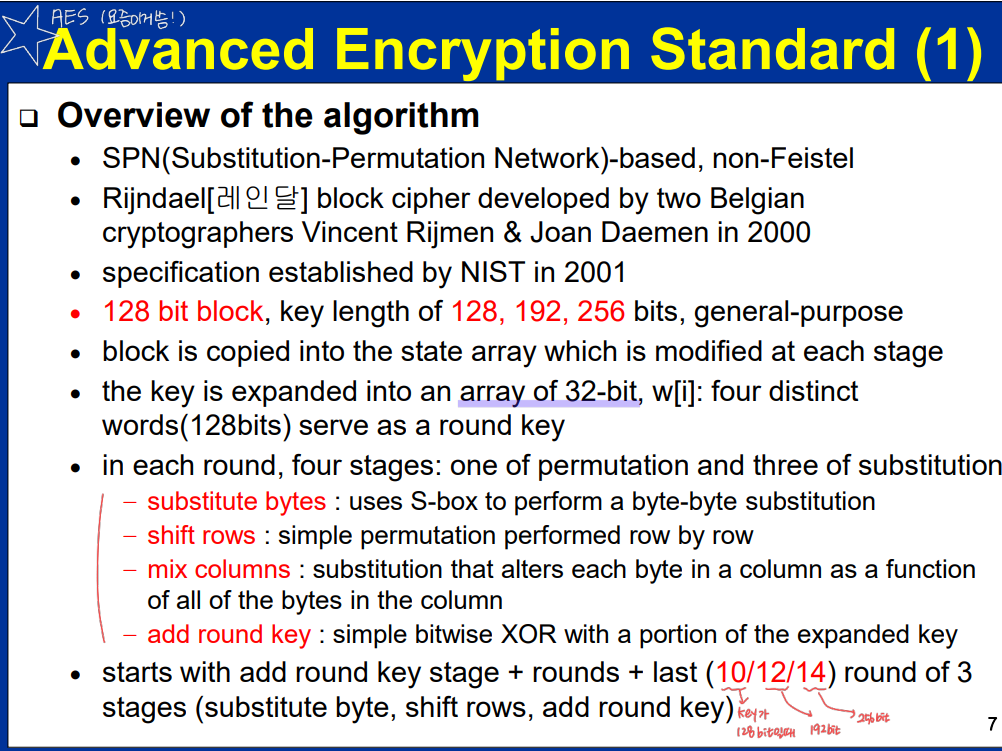 AES (요즘이거씀!)
Advanced Encryption Standard (1)
❑ Overview of the algorithm
• SPN(Substitution-Permutation Network)-based, non-Feistel
• Rijndael[레인달] block cipher developed by two Belgian
cryptographers Vincent Rijmen & Joan Daemen in 2000
• specification established by NIST in 2001
• 128 bit block, key length of 128, 192, 256 bits, general-purpose
• block is copied into the state array which is modified at each stage
• the key is expanded into an array of 32-bit, w[i]: four distinct
words(128bits) serve as a round key
• in each round, four stages: one of permutation and three of substitution
– substitute bytes : uses S-box to perform a byte-byte substitution
– shift rows : simple permutation performed row by row
– mix columns : substitution that alters each byte in a column as a function
of all of the bytes in the column
– add round key : simple bitwise XOR with a portion of the expanded key
• starts with add round key stage + rounds + last (10/12/14) round of 3
stages (substitute byte, shift rows, add round key)
key가
128bit일때
192bit
256bit
7